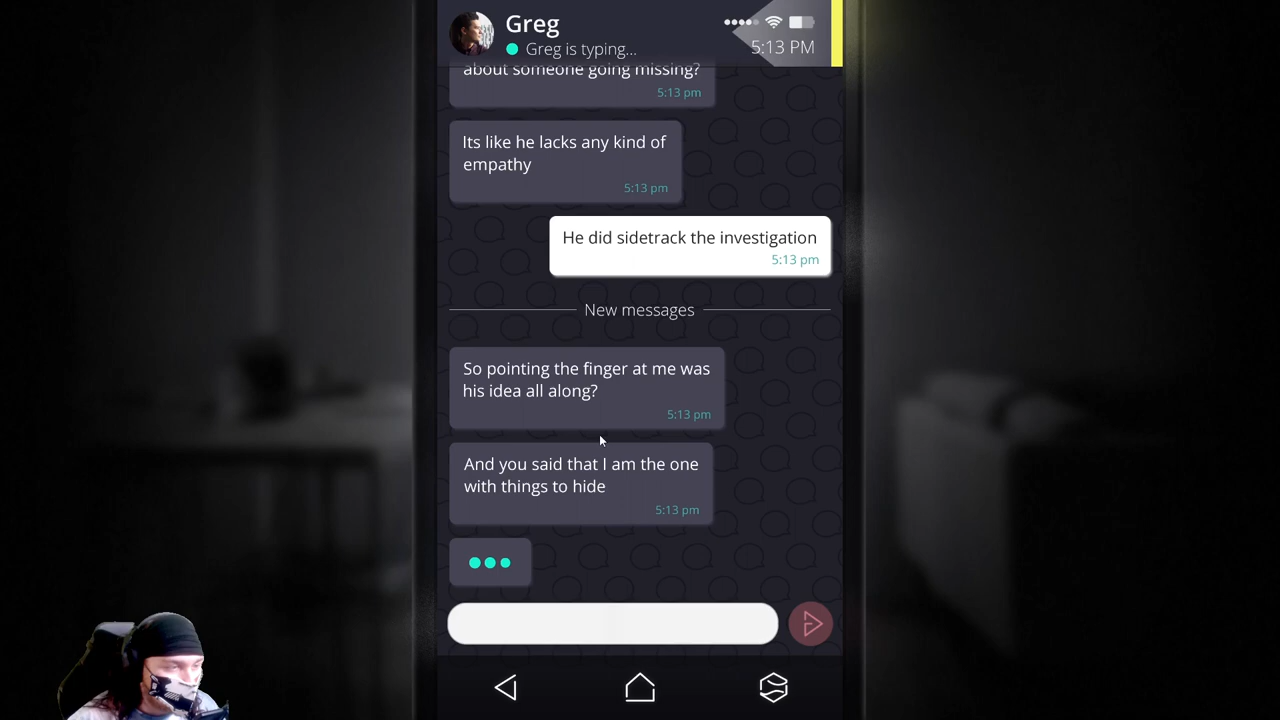 Greg
Greg is typing...
5:13 PM
about someone going missing?
5:13 pm
Its like he lacks any kind of
empathy
5:13 pm
He did sidetrack the investigation
5:13 pm
New messages
So pointing the finger at me was
his idea all along?
5:13 pm
And you said that I am the one
with things to hide
5:13 pm